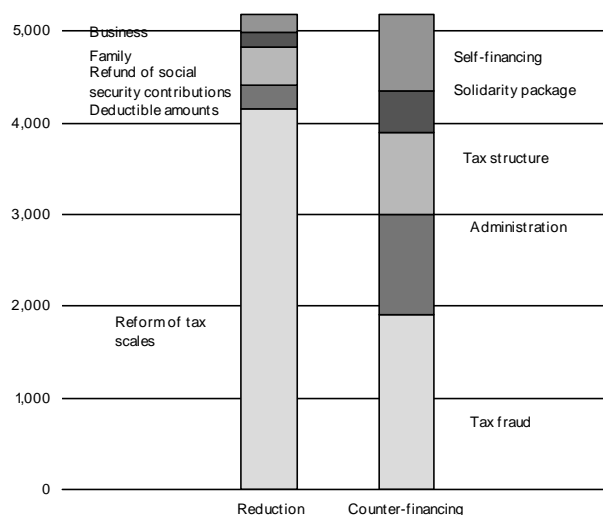 5,000
4,000
3,000
2,000
1,000
0
Business
Family
Refund of social
security contributions
Deductible amounts
Reform of tax
scales
Self-financing
Solidarity package
Tax structure
Administration
Tax fraud
Reduction
Counter-financing